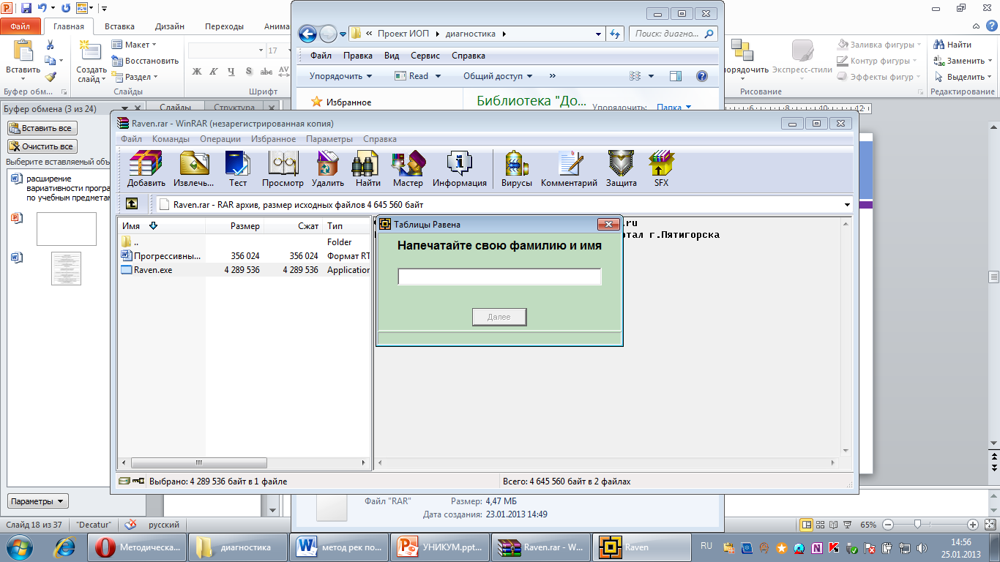 Файл
Главная
Вставка
Дизайн
Переходы
Вставить
Буфер обм...
Создать слайд
Макет
Восстановить
Раздел
Слайды
17
Ж К Ч S abc AV
Шрифт
Рисование
Экспресс-стили
Заливка фигуры
Контур фигуры
Эффекты фигур
Найти
Заменить
Выделить
Редактирование
« Проект ИОП
диагностика
Поиск: диагно...
Файл Правка Вид Сервис Справка
Упорядочить
Read
Общий доступ
»
Избранное
Библиотека "До...
Упорядочить:
Папка
Буфер обмена (3 из 24)
Слайды
Структура
Вставить все
Очистить все
расширение
по учебным предметам
Параметры
Raven.rar - WinRAR (незарегистрированная копия)
Файл Команды Операции Избранное Параметры Справка
Добавить Извлечь... Тест Просмотр Удалить Найти Мастер Информация Вирусы Комментарий Защита SFX
Raven.rar - RAR архив, размер исходных файлов 4 645 560 байт
Имя Размер Сжат Тип
.. Folder
Прогрессивны... 356 024 356 024 Формат RT
Raven.exe 4 289 536 4 289 536 Application
.ru
г.Пятигорска
Таблицы Равена
Напечатайте свою фамилию и имя
Далее
Выбрано: 4 289 536 байт в 1 файле
Всего: 4 645 560 байт в 2 файлах
Файл "RAR"
Размер: 4,47 МБ
Дата создания: 23.01.2013 14:49
Слайд 18 из 37
"Decatur"
русский
65%
Методическа...
диагностика
метод рек по...
УНИКУМ.ppt...
Raven.rar - W...
Raven
RU
14:56
25.01.2013